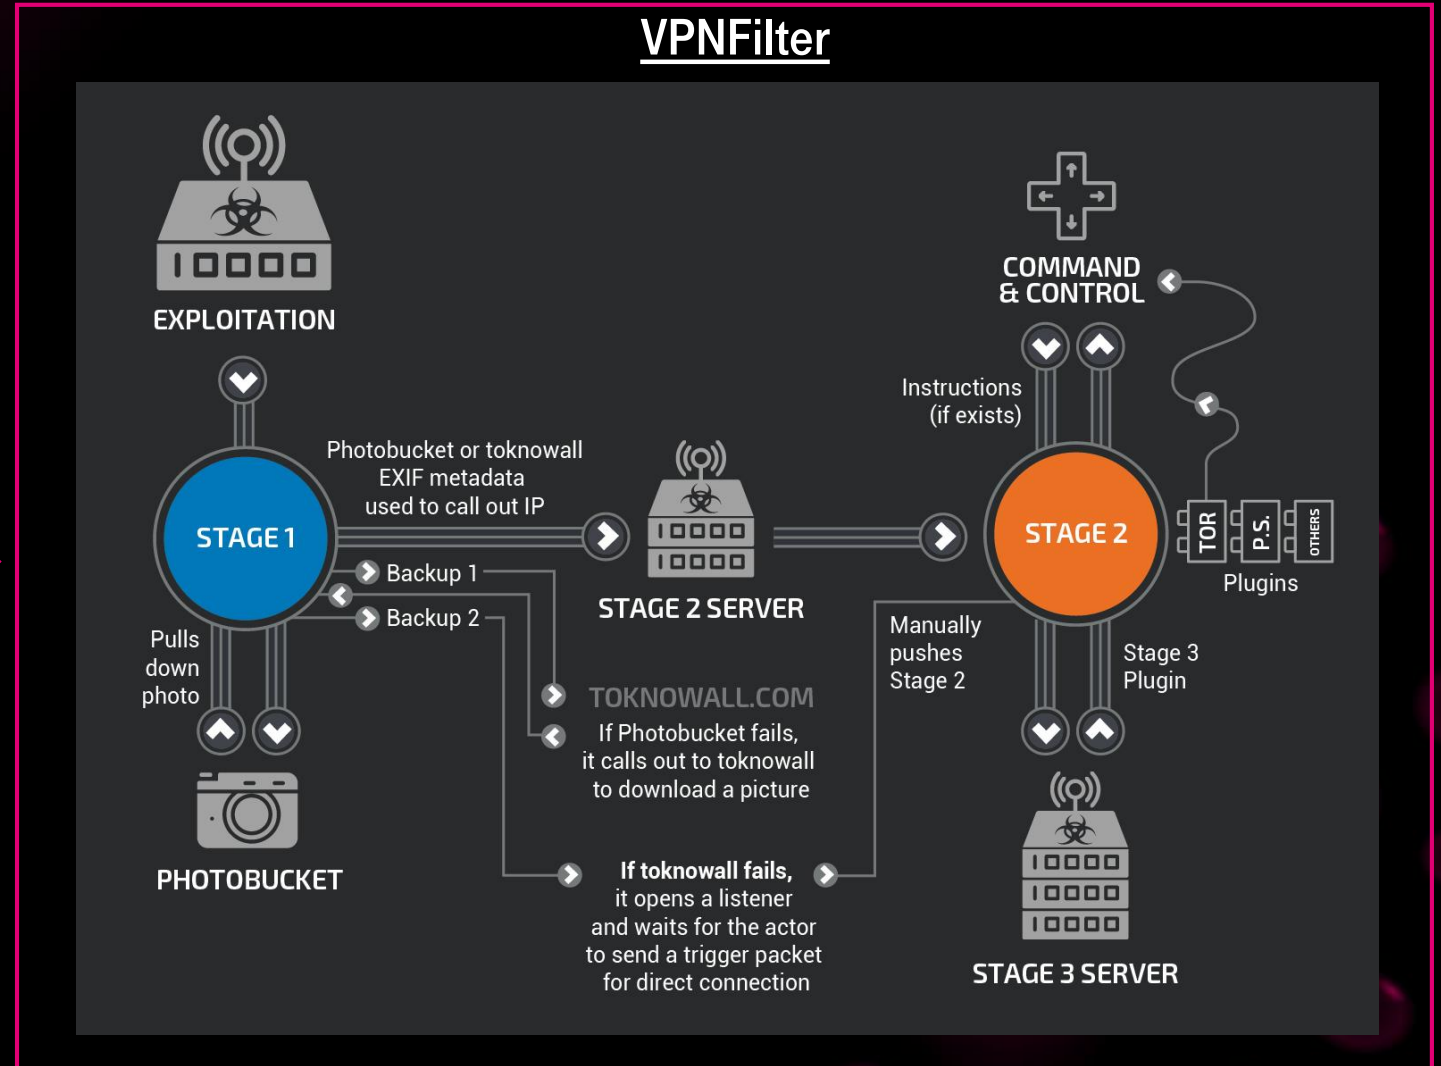 VPNFilter
EXPLOITATION
COMMAND
& CONTROL
Instructions
(if exists)
Photobucket or toknowall
EXIF metadata
used to call out IP
STAGE 1
STAGE 2 SERVER
STAGE 2
TOR
P.S.
OTHERS
Plugins
Backup 1
Backup 2
Pulls
down
photo
PHOTOBUCKET
TOKNOWALL.COM
If Photobucket fails,
it calls out to toknowall
to download a picture
If toknowall fails,
it opens a listener
and waits for the actor
to send a trigger packet
for direct connection
Manually
pushes
Stage 2
Stage 3
Plugin
STAGE 3 SERVER